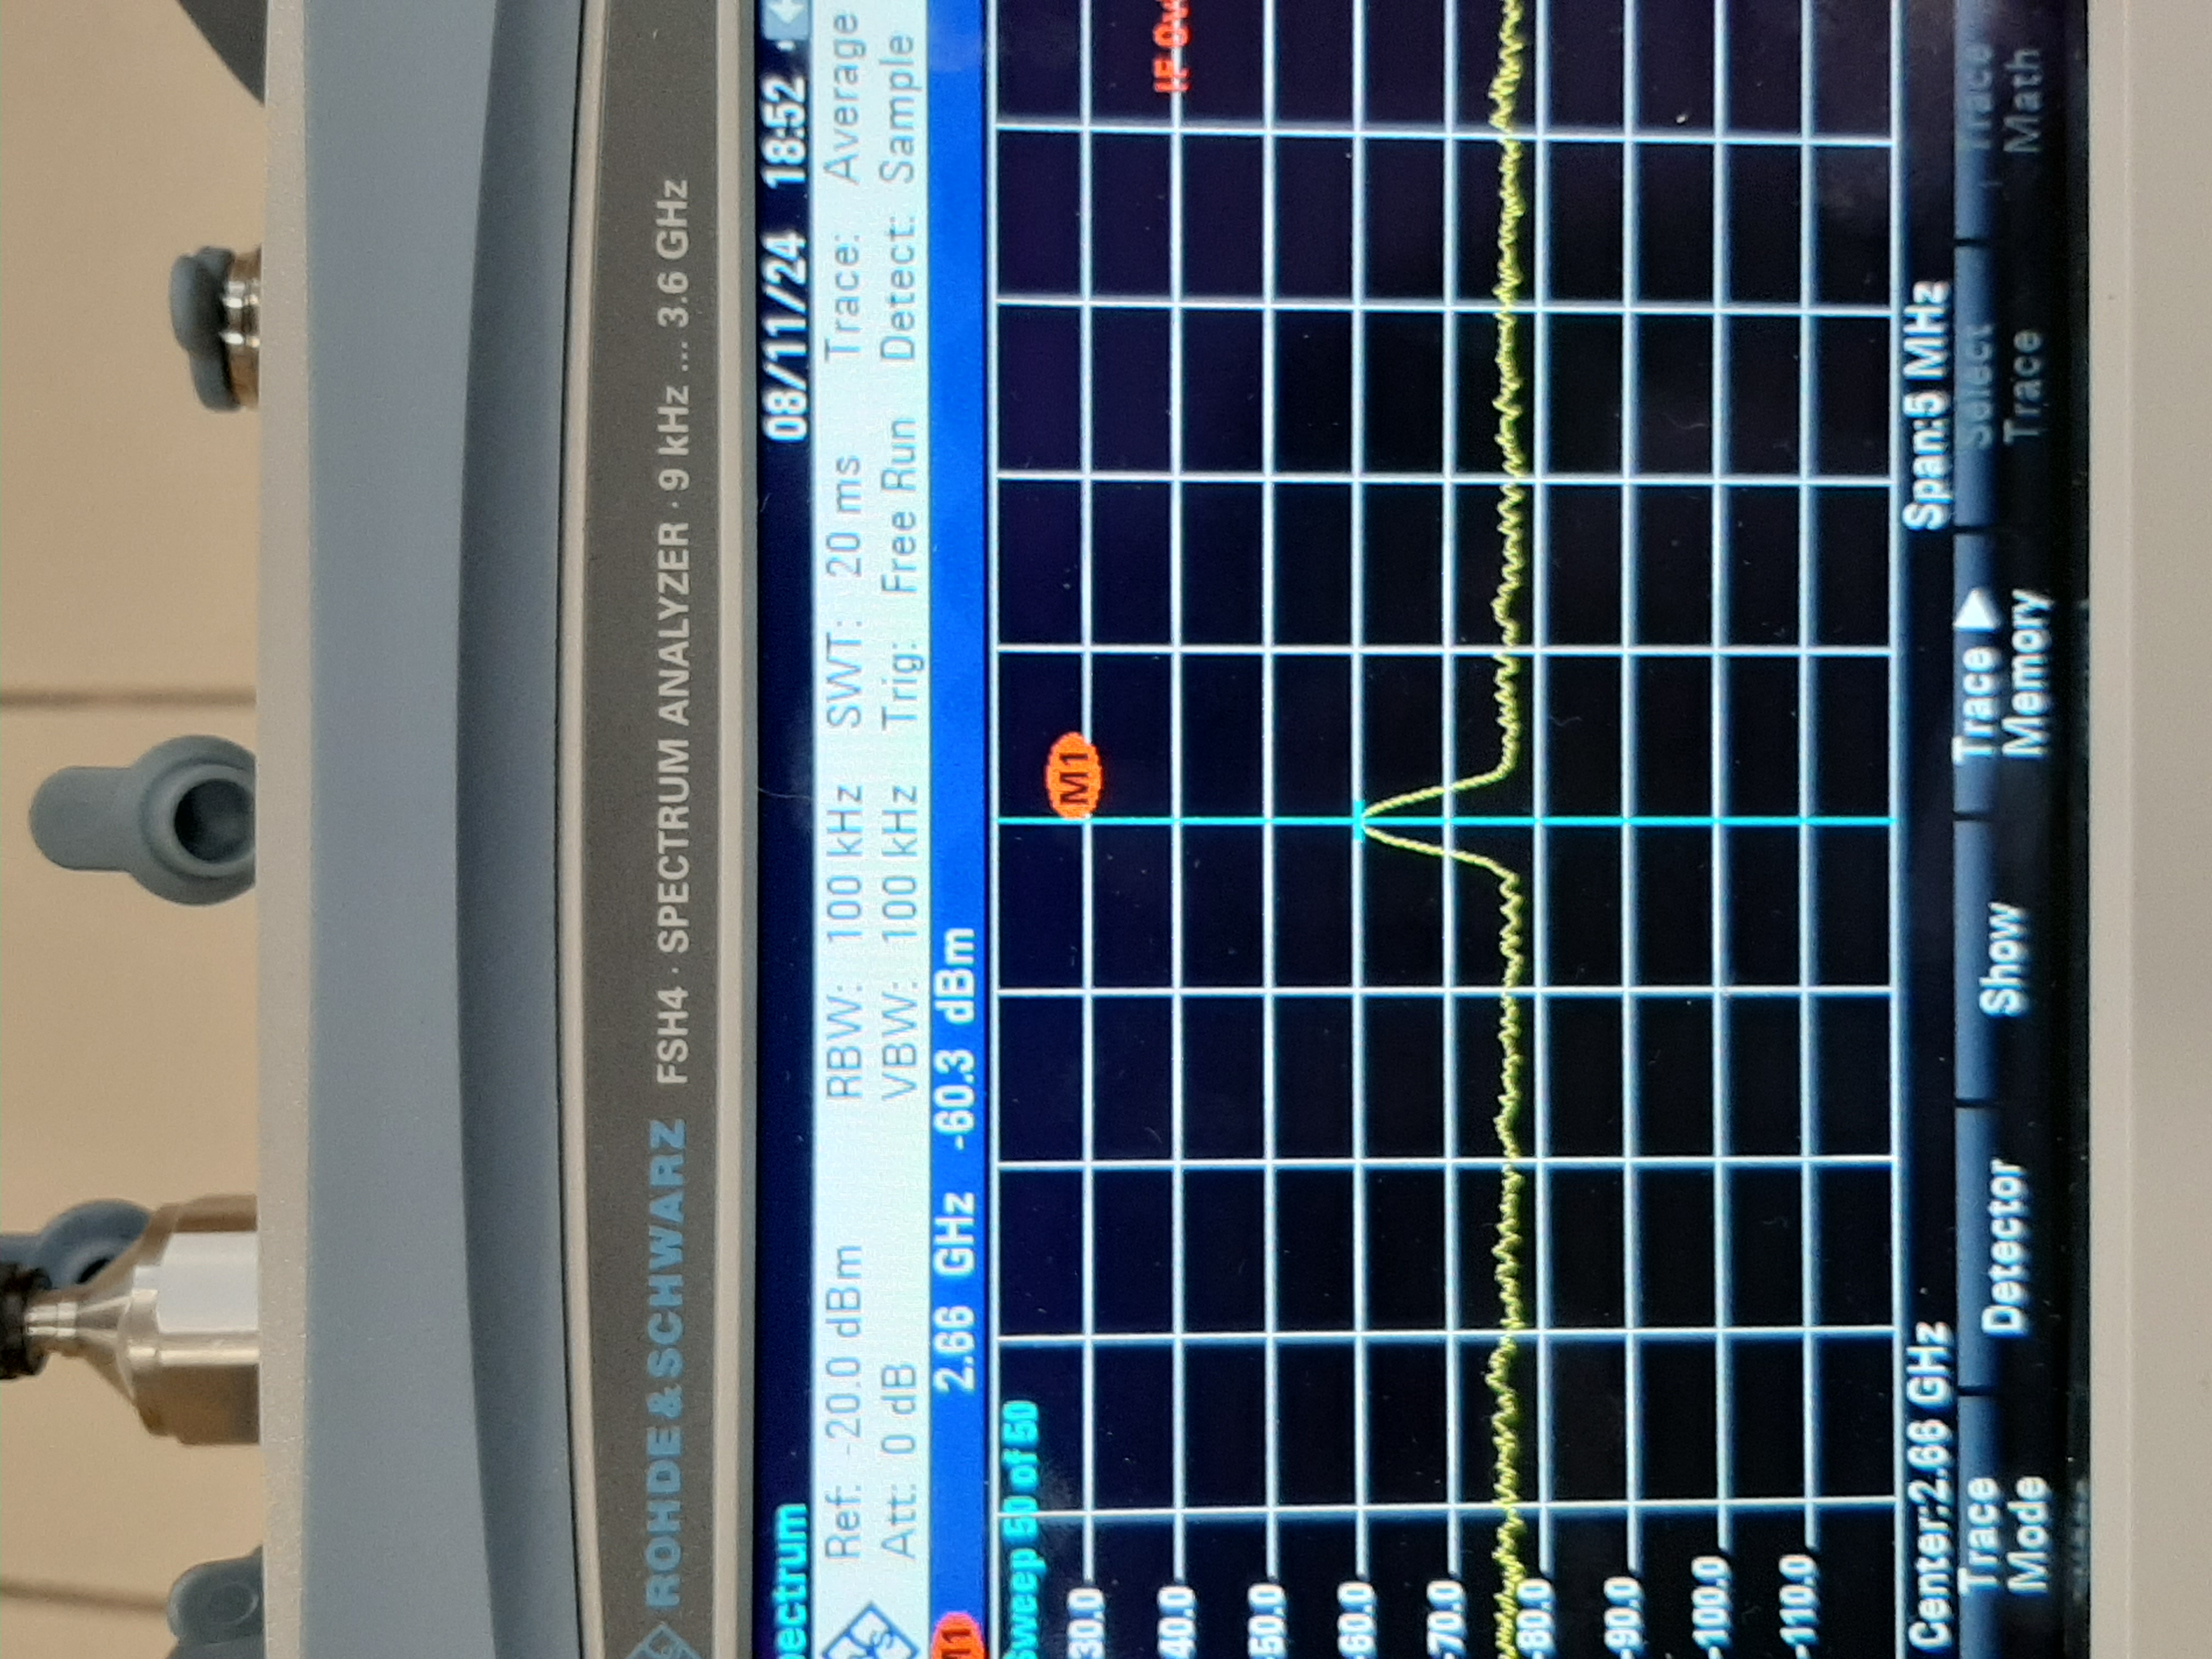 ROHDE&SCHWARZ FSH4 · SPECTRUM ANALYZER · 9 kHz ... 3.6 GHz
pectrum 08/11/24 18:52
Ref: -20.0 dBm RBW: 100 kHz SWT: 20 ms Trace: Average
Att: 0 dB VBW: 100 kHz Trig: Free Run Detect: Sample
M1 2.66 GHz -60.3 dBm
Sweep 50 of 50
M1
-30.0
IF Ov
-40.0
-50.0
-60.0
-70.0
-80.0
-90.0
-100.0
-110.0
Center:2.66 GHz Span:5 MHz
Trace Mode
Detector
Show
Trace Memory
Select Trace
Trace Math